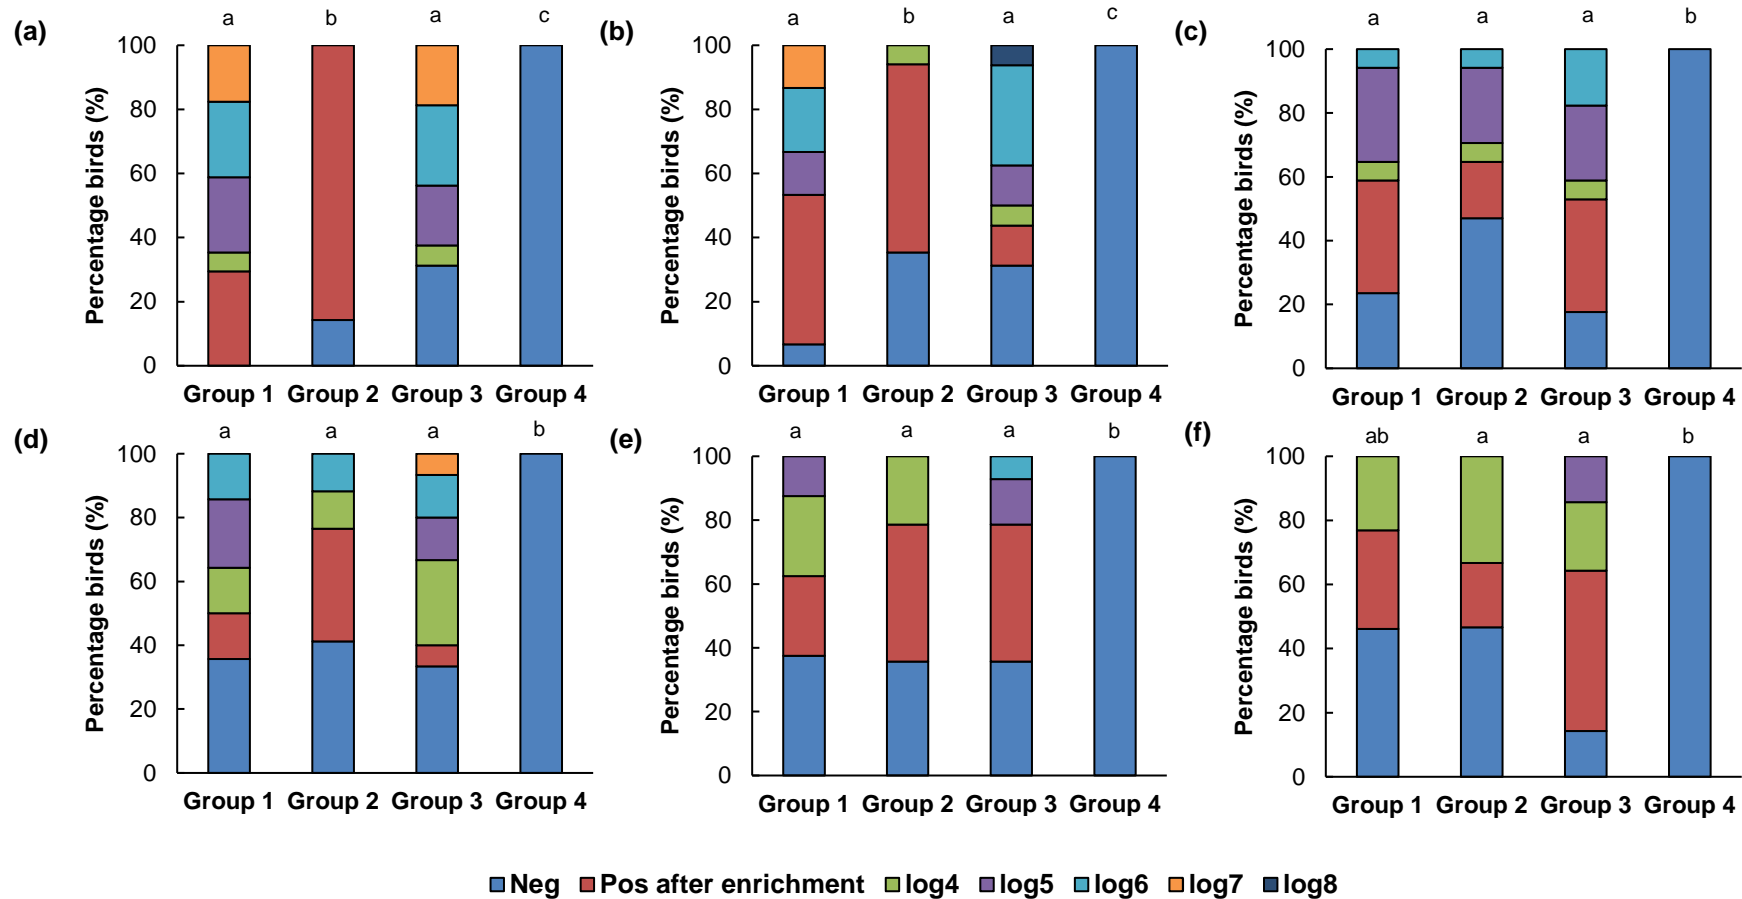 (a)
a b a c
Percentage birds (%)
100
80
60
40
20
0
Group 1 Group 2 Group 3 Group 4
(b)
a b a c
Percentage birds (%)
100
80
60
40
20
0
Group 1 Group 2 Group 3 Group 4
(c)
a a a b
Percentage birds (%)
100
80
60
40
20
0
Group 1 Group 2 Group 3 Group 4
(d)
a a a b
Percentage birds (%)
100
80
60
40
20
0
Group 1 Group 2 Group 3 Group 4
(e)
a a a b
Percentage birds (%)
100
80
60
40
20
0
Group 1 Group 2 Group 3 Group 4
(f)
ab a a b
Percentage birds (%)
100
80
60
40
20
0
Group 1 Group 2 Group 3 Group 4
Neg Pos after enrichment log4 log5 log6 log7 log8